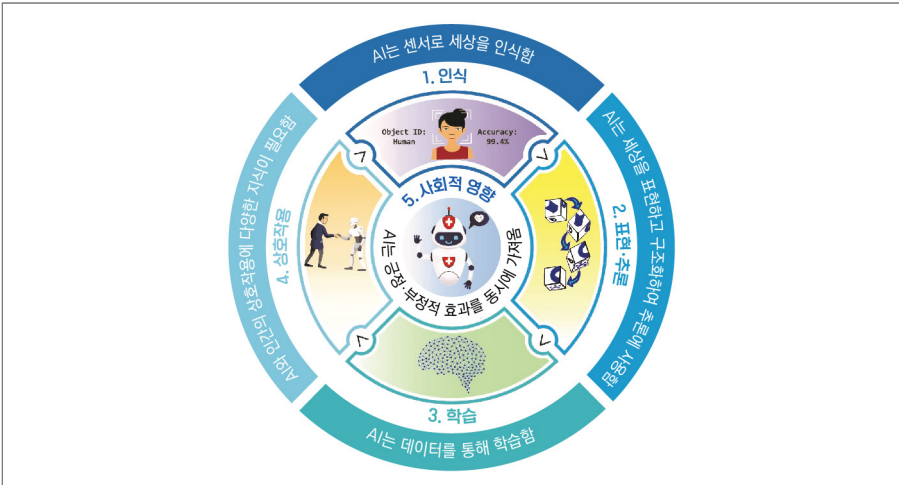 AI는 센서로 세상을 인식함
1. 인식
Object ID:
Human
Accuracy:
99.4%
AI는 세상을 표현하고 구조화하여 추론에 사용함
2. 표현·추론
3. 학습
AI는 데이터를 통해 학습함
AI와 인간의 상호작용에 다양한 지식이 필요함
4. 상호작용
5. 사회적 영향
AI는 긍정·부정적 효과를 동시에 가져옴